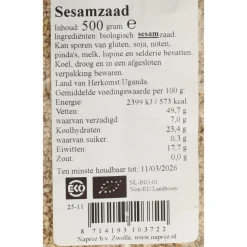 Sesamzaad
Inhoud: 500 gram ℮
Ingrediënten: biologisch sesamzaad
Kan sporen van gluten, soja, noten,
pinda's, melk, lupine en selderie bevatten.
Koel, droog en in een afgesloten
verpakking bewaren.
Land van Herkomst Uganda.
Gemiddelde voedingswaarden per 100 g:
Energie 2399 kJ / 573 kcal
Vetten: 49,7 g
waarvan verzadigd 7,0 g
Koolhydraten 23,4 g
waarvan suikers 0,3 g
Eiwitten 17,7 g
Zout: 0,0 g
Ten minste houdbaar tot: 11/03/2026
EKO
NL-BIO-01
Non-EU Landbouw
25-11
8 714193 103722
Naproz b.v. Zwolle, www.naproz.nl